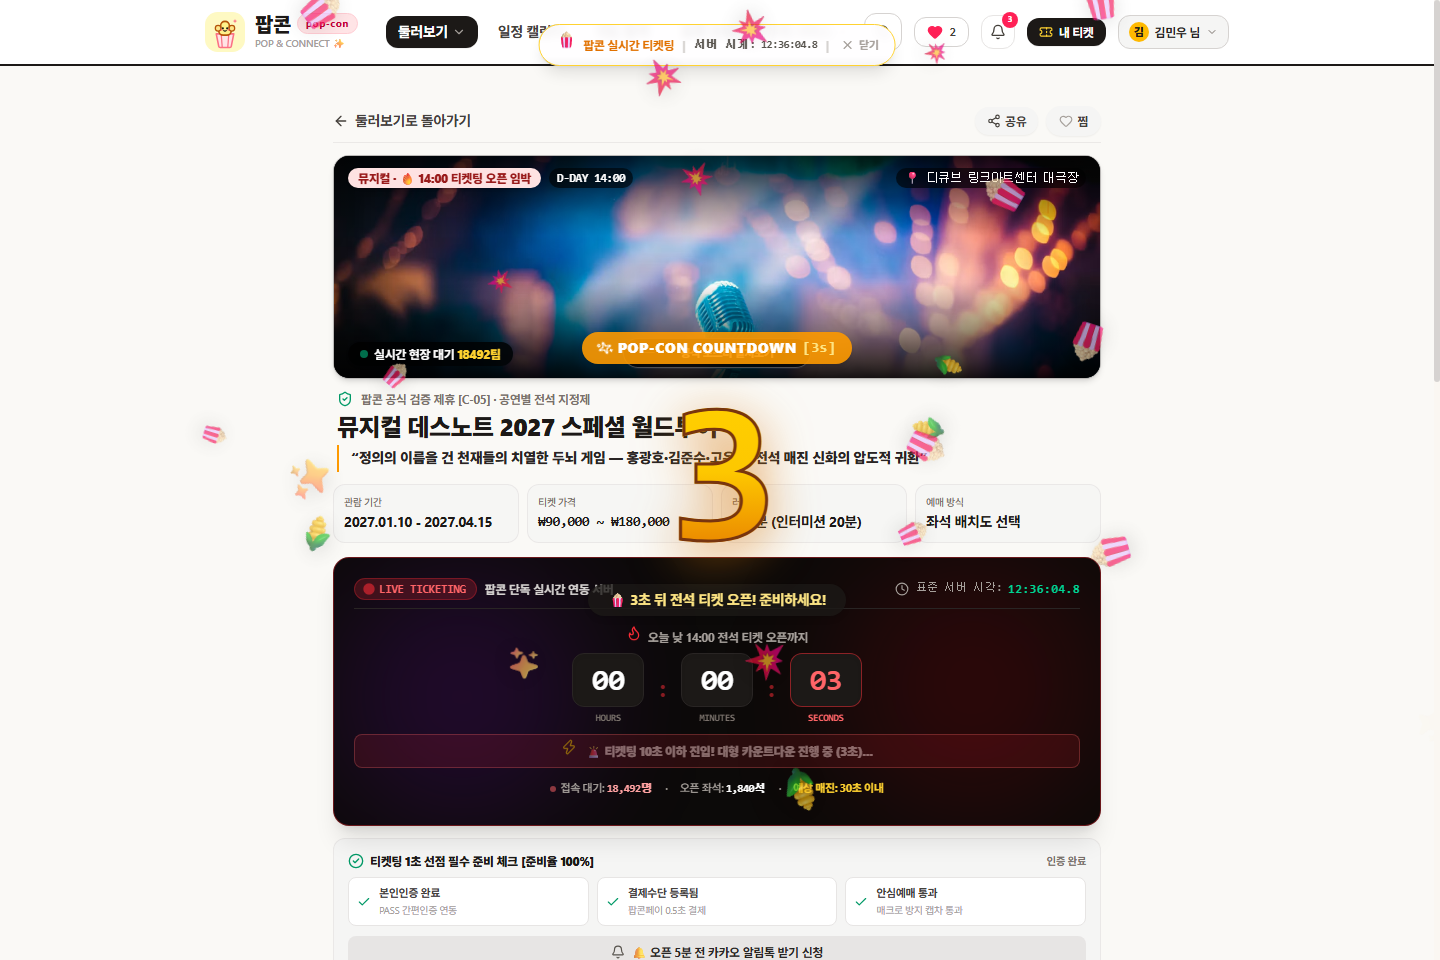 팝콘
pop-con
POP & CONNECT ✨
둘러보기
일정
2
3
내 티켓
김
김민우 님
팝콘 실시간 티켓팅 | 서버 시계: 12:36:04.8 | ✕ 닫기
← 둘러보기로 돌아가기
공유
찜
뮤지컬 · 🔥 14:00 티켓팅 오픈 임박
D-DAY 14:00
📍 디큐브 링크아트센터 대극장
실시간 현장 대기 18492팀
POP-CON COUNTDOWN [3s]
팝콘 공식 검증 제휴 [C-05] · 공연별 전석 지정제
뮤지컬 데스노트 2027 스페셜 월드투어
“정의의 이름을 건 천재들의 치열한 두뇌 게임 — 홍광호·김준수·고은성 전석 매진 신화의 압도적 귀환”
3
관람 기간
2027.01.10 - 2027.04.15
티켓 가격
₩90,000 ~ ₩180,000
분 (인터미션 20분)
예매 방식
좌석 배치도 선택
LIVE TICKETING
팝콘 단독 실시간 연동 서버
표준 서버 시각: 12:36:04.8
🍿 3초 뒤 전석 티켓 오픈! 준비하세요!
오늘 낮 14:00 전석 티켓 오픈까지
00 : 00 : 03
HOURS
MINUTES
SECONDS
🚨 티켓팅 10초 이하 진입! 대형 카운트다운 진행 중 (3초)...
접속 대기: 18,492명 · 오픈 좌석: 1,840석 · 예상 매진: 30초 이내
티켓팅 1초 선점 필수 준비 체크 [준비율 100%]
인증 완료
본인인증 완료
PASS 간편인증 연동
결제수단 등록됨
팝콘페이 0.5초 결제
안심예매 통과
매크로 방지 캡차 통과
🔔 오픈 5분 전 카카오 알림톡 받기 신청